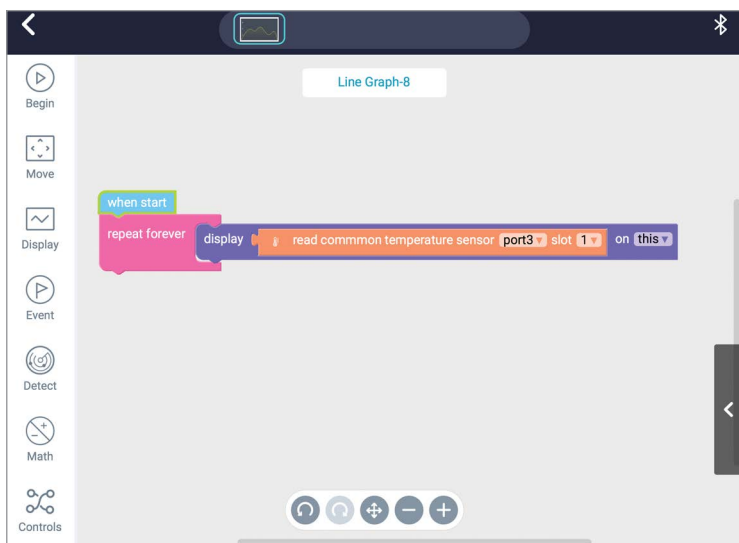 Line Graph-8
Begin
Move
Display
Event
Detect
Math
Controls
when start
repeat forever display read commmon temperature sensor port3 slot 1 on this